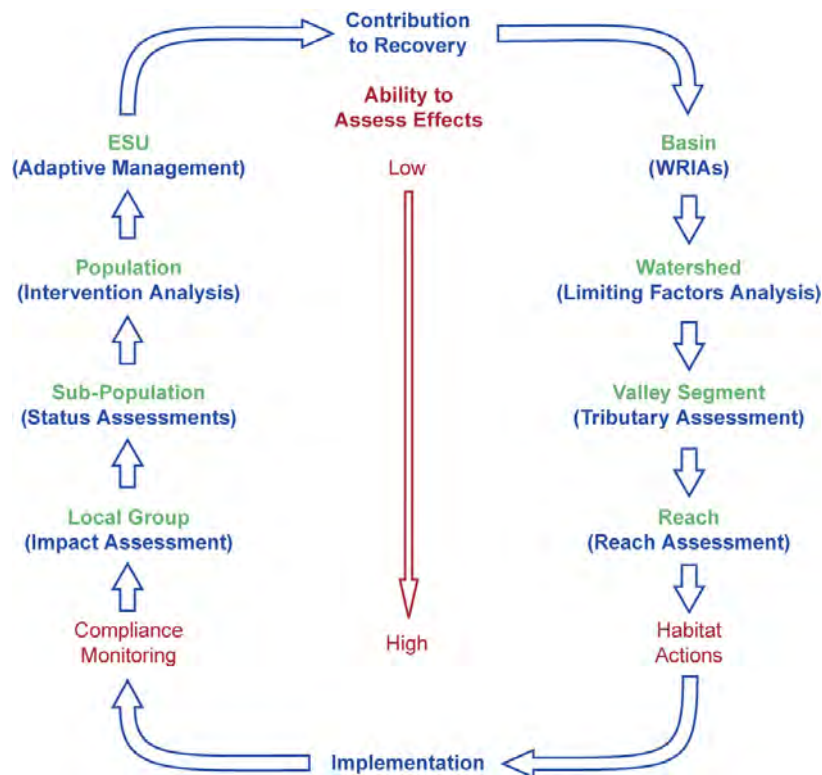 Contribution
to Recovery
Ability to
Assess Effects
ESU
(Adaptive Management)
Low
Basin
(WRIAs)
Population
(Intervention Analysis)
Watershed
(Limiting Factors Analysis)
Sub-Population
(Status Assessments)
Valley Segment
(Tributary Assessment)
Local Group
(Impact Assessment)
Reach
(Reach Assessment)
Compliance
Monitoring
High
Habitat
Actions
Implementation